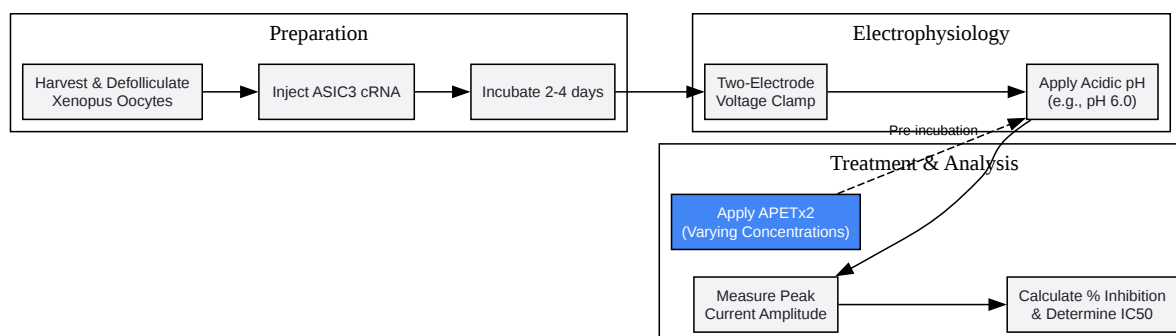 Preparation
Harvest & Defolliculate
Xenopus Oocytes
Inject ASIC3 cRNA
Incubate 2-4 days
Electrophysiology
Two-Electrode
Voltage Clamp
Apply Acidic pH
(e.g., pH 6.0)
Pre-incubation
Treatment & Analysis
Apply APETx2
(Varying Concentrations)
Measure Peak
Current Amplitude
Calculate % Inhibition
& Determine IC50